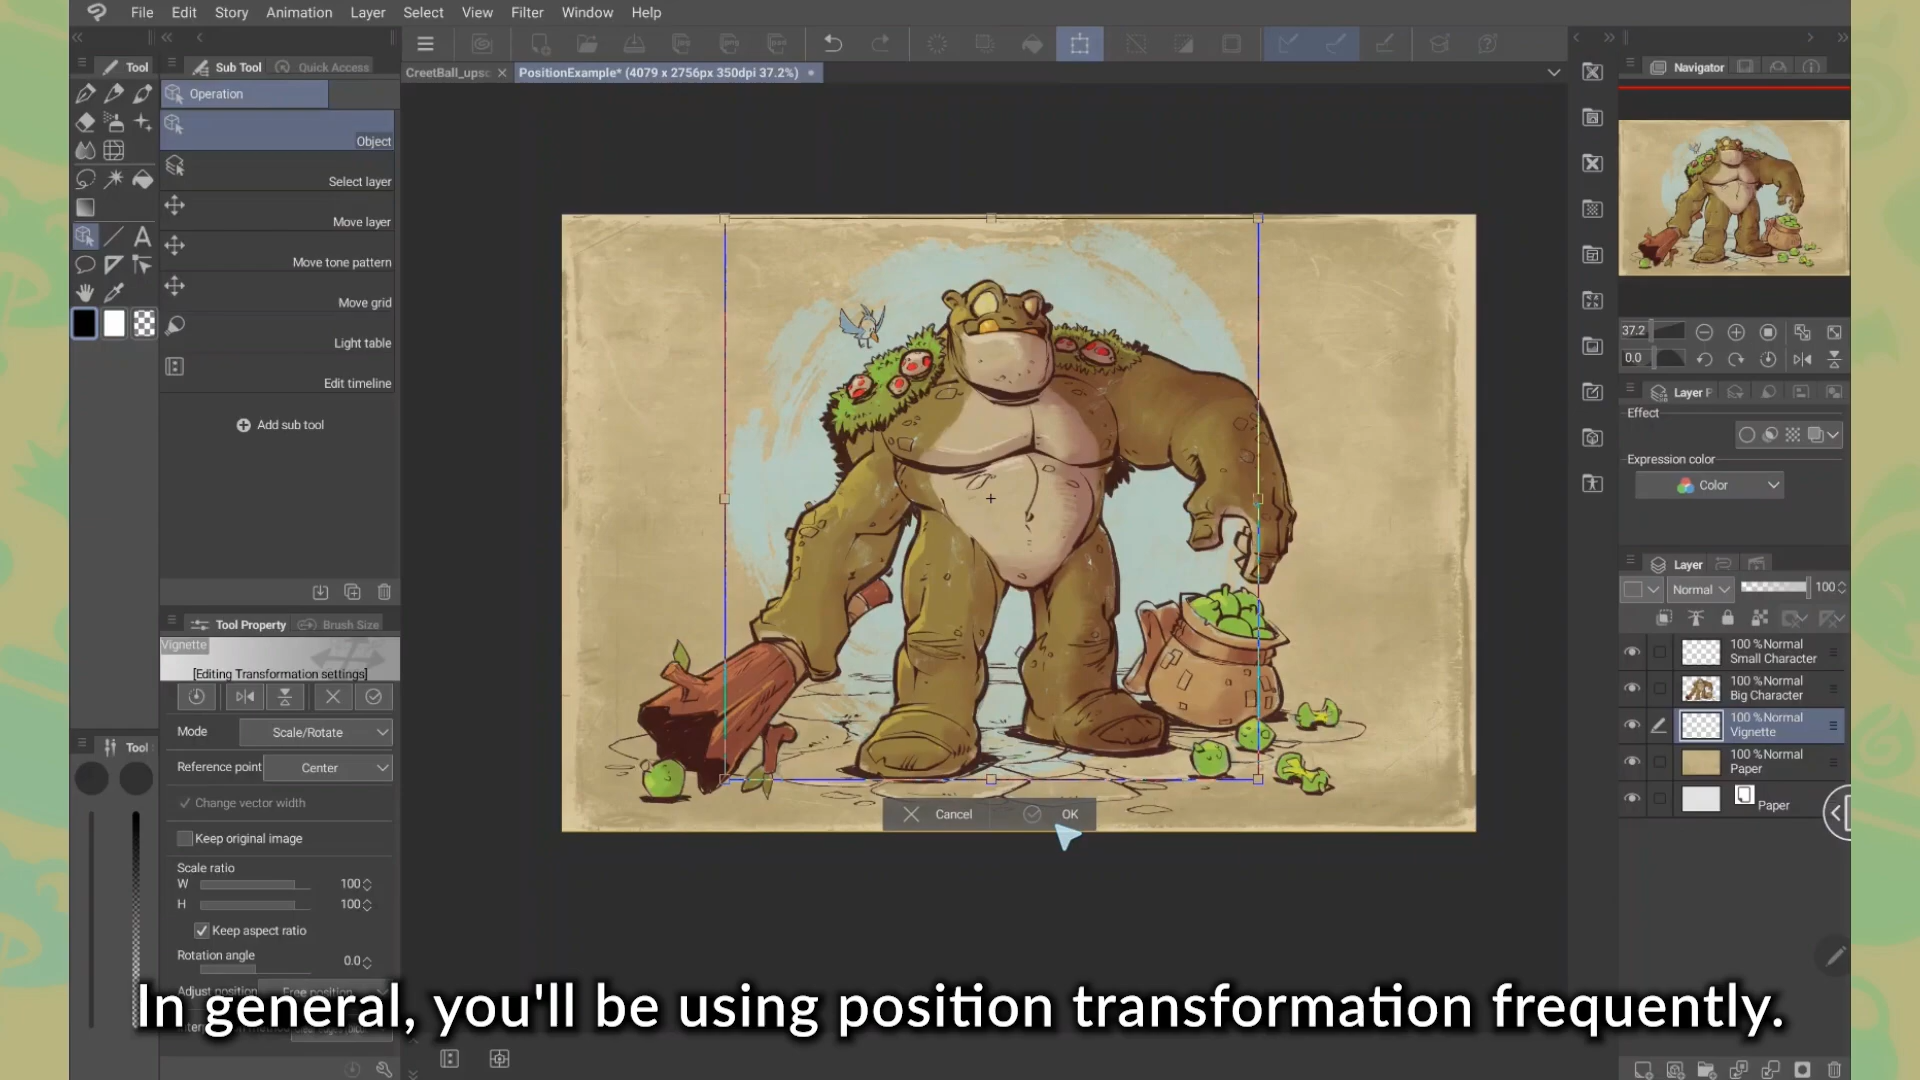 File Edit Story Animation Layer Select View Filter Window Help
Tool
Sub Tool
Quick Access
CreetBall_upsc
PositionExample* (4079 x 2756px 350dpi 37.2%)
Navigator
Operation
Object
Select layer
Move layer
Move tone pattern
Move grid
Light table
Edit timeline
Add sub tool
37.2
0.0
Layer P
Effect
Expression color
Color
Layer
Normal
100
100 %Normal
Small Character
100 %Normal
Big Character
100 %Normal
Vignette
100 %Normal
Paper
Paper
Tool Property
Brush Size
Vignette
[Editing Transformation settings]
Mode
Scale/Rotate
Reference point
Center
Change vector width
Keep original image
Scale ratio
W
100
H
100
Keep aspect ratio
Rotation angle
0.0
Adjust position
Free position
Tool
Cancel
OK
In general, you'll be using position transformation frequently.